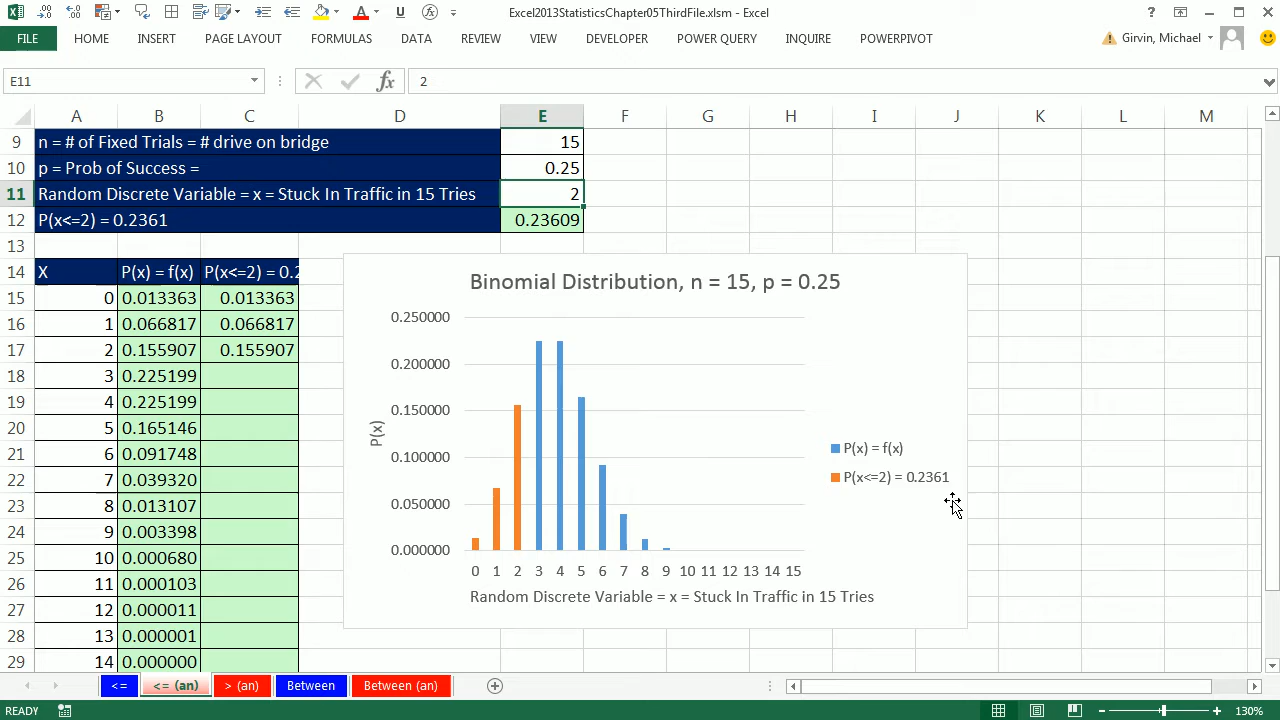 Excel2013StatisticsChapter05ThirdFile.xlsm - Excel
FILE HOME INSERT PAGE LAYOUT FORMULAS DATA REVIEW VIEW DEVELOPER POWER QUERY INQUIRE POWERPIVOT Girvin, Michael
E11 fx 2
A B C D E F G H I J K L M
9 n = # of Fixed Trials = # drive on bridge 15
10 p = Prob of Success = 0.25
11 Random Discrete Variable = x = Stuck In Traffic in 15 Tries 2
12 P(x<=2) = 0.2361 0.23609
13
14 X P(x) = f(x) P(x<=2) = 0.2
15 0 0.013363 0.013363
16 1 0.066817 0.066817
17 2 0.155907 0.155907
18 3 0.225199
19 4 0.225199
20 5 0.165146
21 6 0.091748
22 7 0.039320
23 8 0.013107
24 9 0.003398
25 10 0.000680
26 11 0.000103
27 12 0.000011
28 13 0.000001
29 14 0.000000
Binomial Distribution, n = 15, p = 0.25
0.250000
0.200000
0.150000
0.100000
0.050000
0.000000
P(x)
0 1 2 3 4 5 6 7 8 9 10 11 12 13 14 15
Random Discrete Variable = x = Stuck In Traffic in 15 Tries
P(x) = f(x)
P(x<=2) = 0.2361
<= <= (an) > (an) Between Between (an)
READY 130%